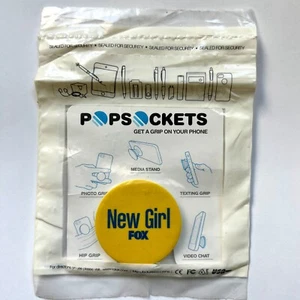 SEALED FOR SECURITY • SEALED FOR SECURITY • SEALED FOR SECURITY
POPSOCKETS
GET A GRIP ON YOUR PHONE
MEDIA STAND
PHOTO GRIP
TEXTING GRIP
New Girl
FOX
HIP GRIP
VIDEO CHAT